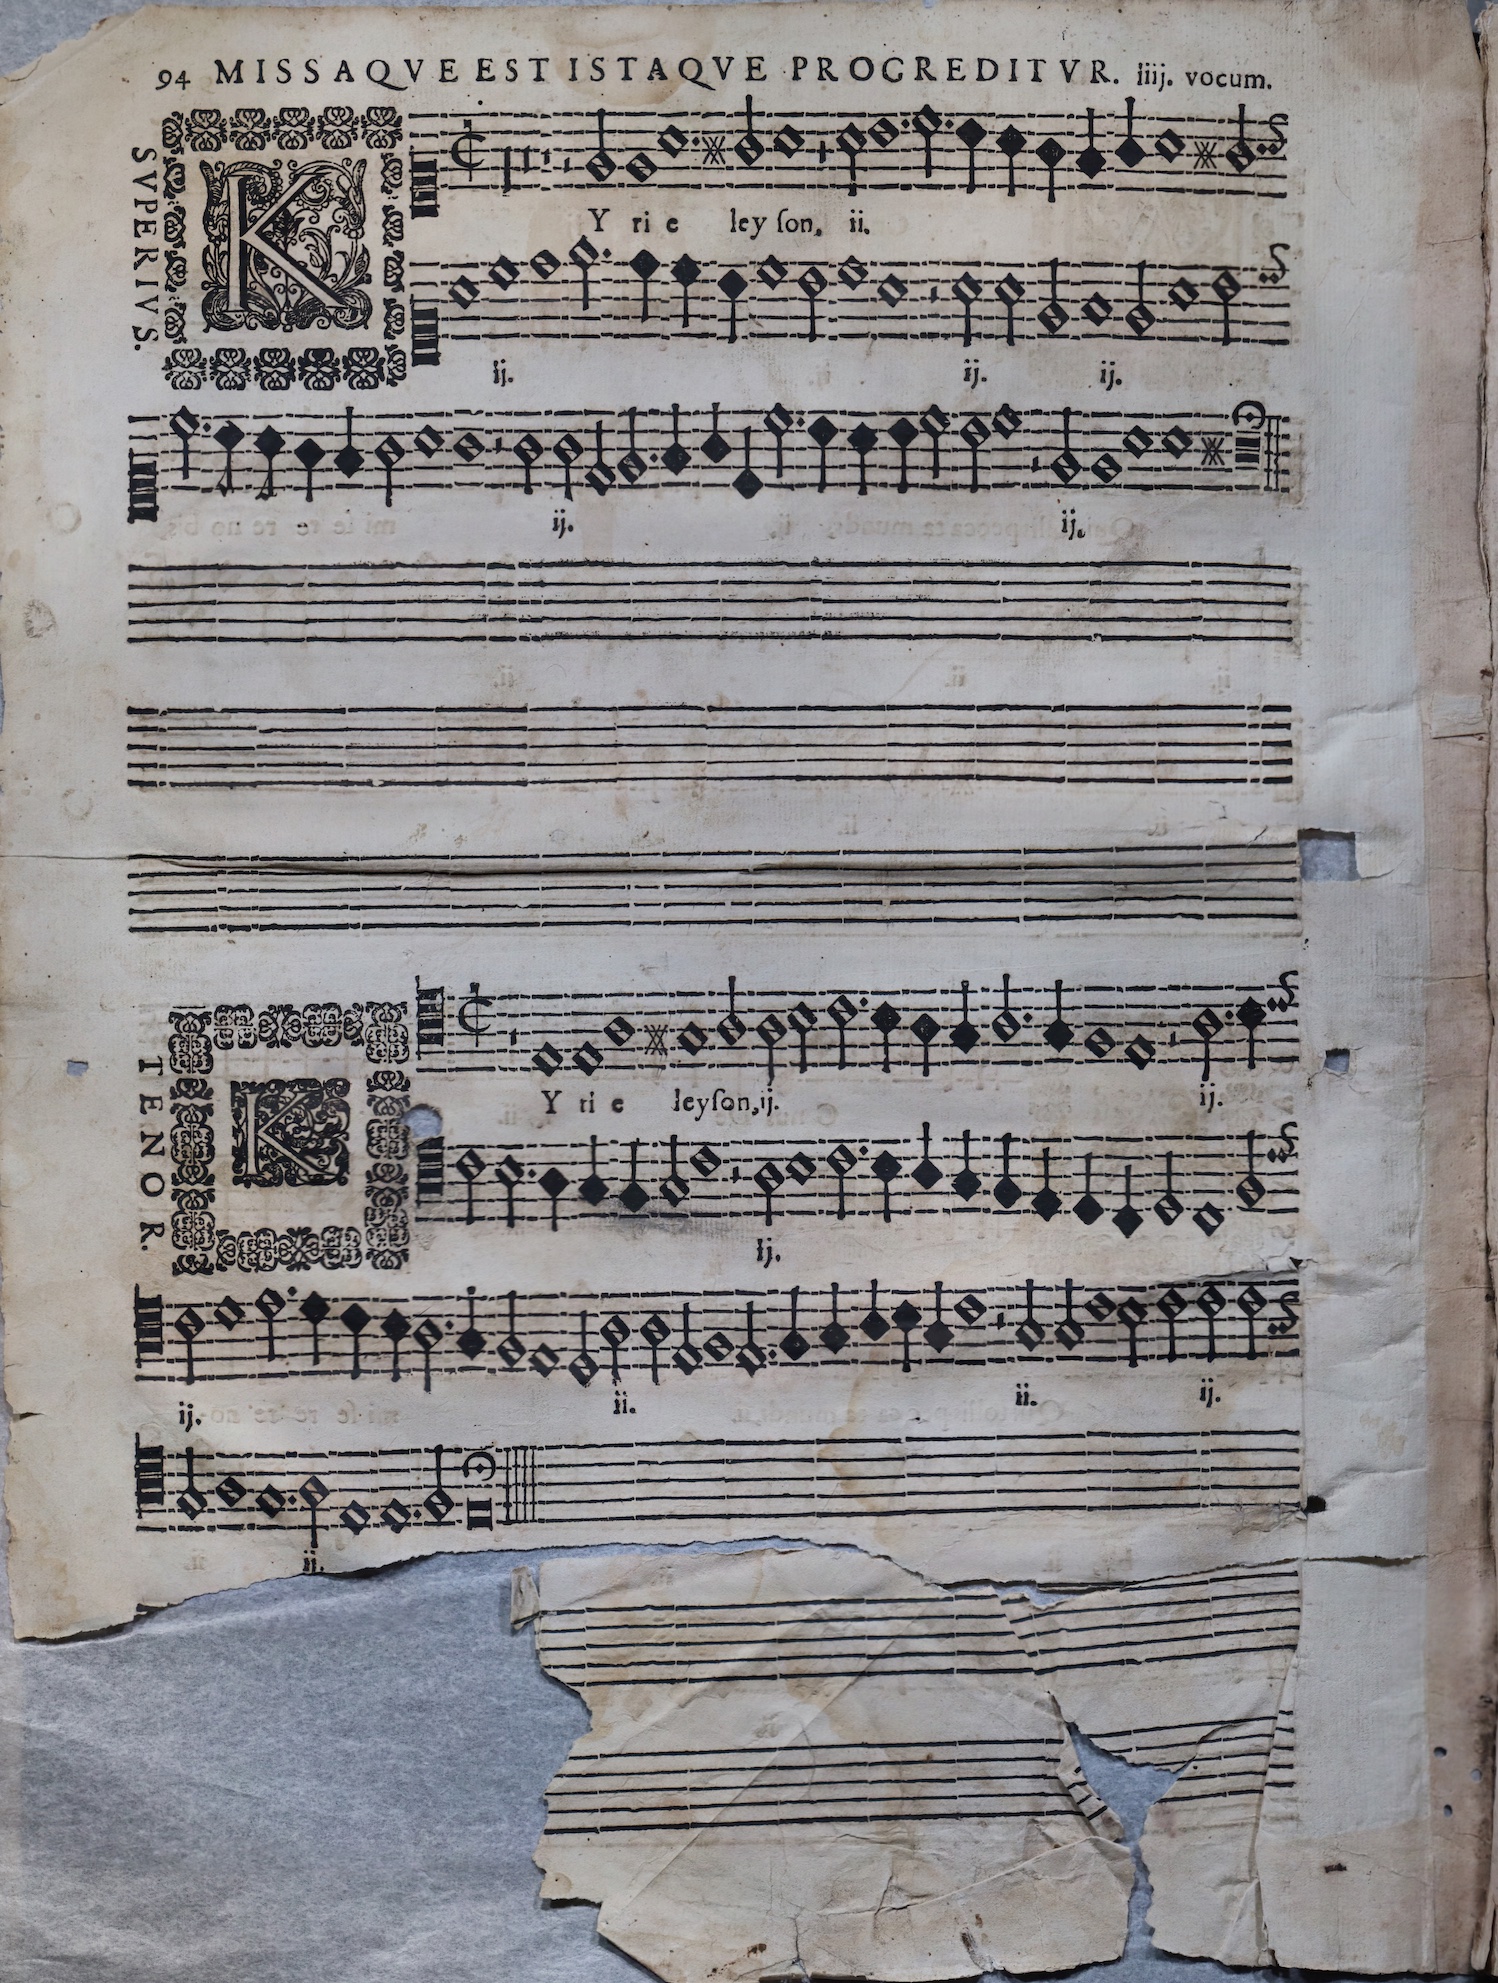 94 MISSA QVE EST ISTA QVE PROGREDITVR. Iiij. vocum.
SVPERIVS.
K
Y ri e ley ſon, ii.
ij. ij. ij.
ij. ij.
TENOR.
K
Y ri e leyſon, ij. ij.
ij.
ij. ii. ii. ij.
ii.